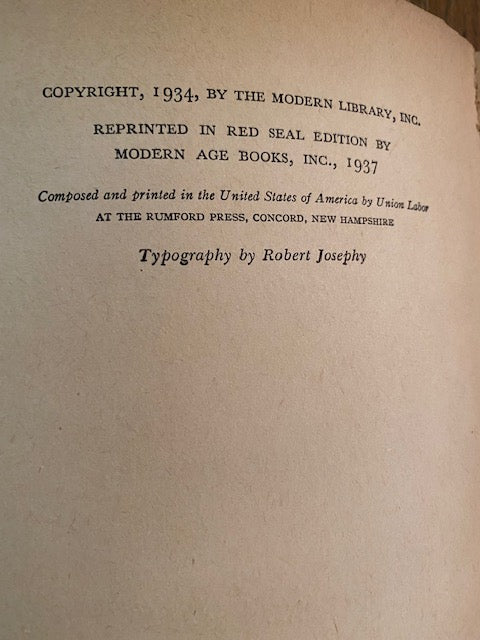 COPYRIGHT, 1934, BY THE MODERN LIBRARY, INC.
REPRINTED IN RED SEAL EDITION BY
MODERN AGE BOOKS, INC., 1937
Composed and printed in the United States of America by Union Labor
AT THE RUMFORD PRESS, CONCORD, NEW HAMPSHIRE
Typography by Robert Josephy